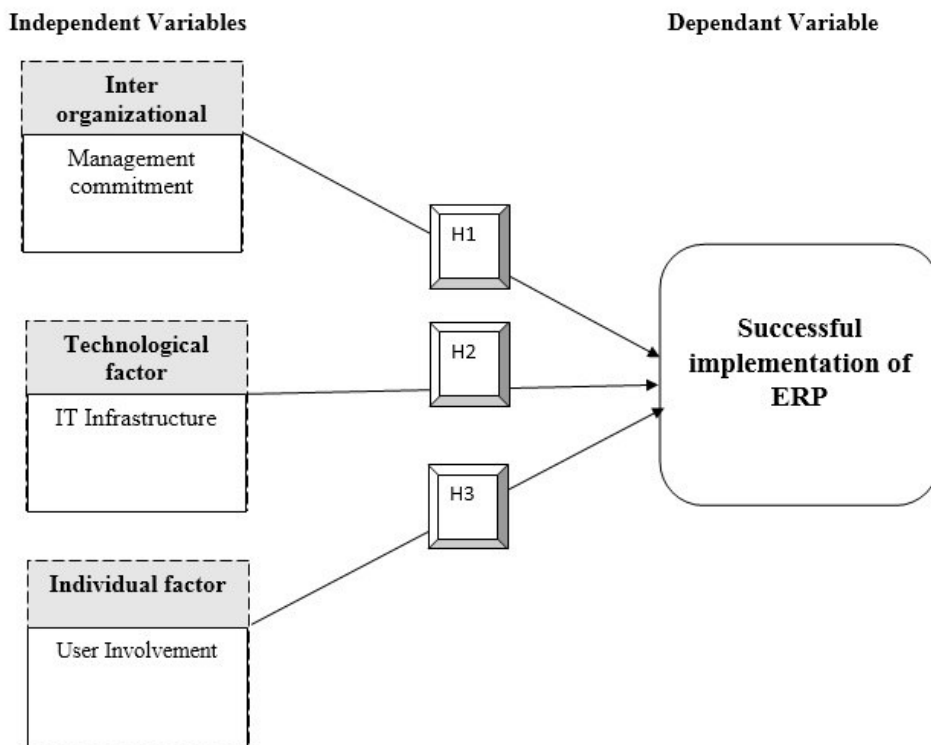 Independent Variables
Dependant Variable
Inter
organizational
Management
commitment
H1
Technological
factor
IT Infrastructure
H2
Successful
implementation of
ERP
H3
Individual factor
User Involvement